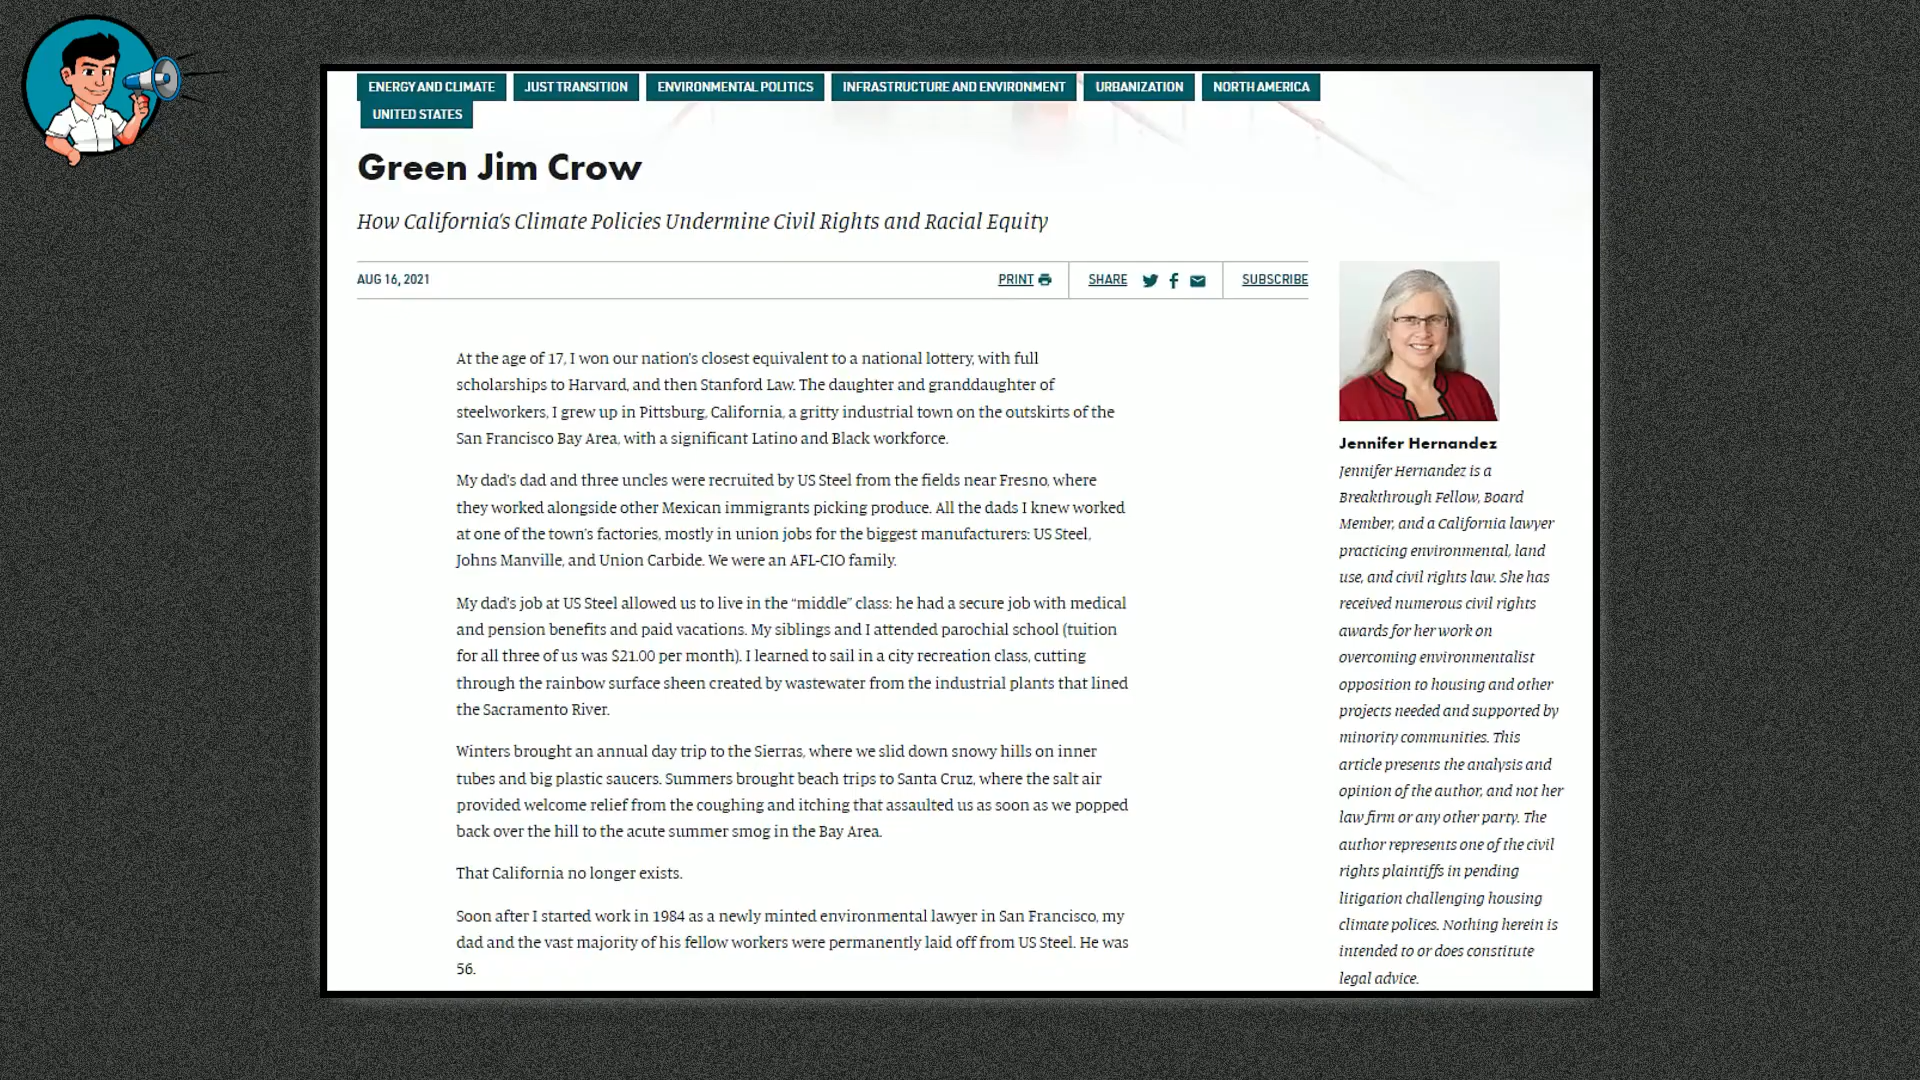 ENERGY AND CLIMATE JUST TRANSITION ENVIRONMENTAL POLITICS INFRASTRUCTURE AND ENVIRONMENT URBANIZATION NORTH AMERICA
UNITED STATES
Green Jim Crow
How California's Climate Policies Undermine Civil Rights and Racial Equity
AUG 16, 2021 PRINT SHARE SUBSCRIBE
At the age of 17, I won our nation's closest equivalent to a national lottery, with full
scholarships to Harvard, and then Stanford Law. The daughter and granddaughter of
steelworkers, I grew up in Pittsburg, California, a gritty industrial town on the outskirts of the
San Francisco Bay Area, with a significant Latino and Black workforce.
My dad's dad and three uncles were recruited by US Steel from the fields near Fresno, where
they worked alongside other Mexican immigrants picking produce. All the dads I knew worked
at one of the town's factories, mostly in union jobs for the biggest manufacturers: US Steel,
Johns Manville, and Union Carbide. We were an AFL-CIO family.
My dad's job at US Steel allowed us to live in the “middle” class: he had a secure job with medical
and pension benefits and paid vacations. My siblings and I attended parochial school (tuition
for all three of us was $21.00 per month). I learned to sail in a city recreation class, cutting
through the rainbow surface sheen created by wastewater from the industrial plants that lined
the Sacramento River.
Winters brought an annual day trip to the Sierras, where we slid down snowy hills on inner
tubes and big plastic saucers. Summers brought beach trips to Santa Cruz, where the salt air
provided welcome relief from the coughing and itching that assaulted us as soon as we popped
back over the hill to the acute summer smog in the Bay Area.
That California no longer exists.
Soon after I started work in 1984 as a newly minted environmental lawyer in San Francisco, my
dad and the vast majority of his fellow workers were permanently laid off from US Steel. He was
56.
Jennifer Hernandez
Jennifer Hernandez is a
Breakthrough Fellow, Board
Member, and a California lawyer
practicing environmental, land
use, and civil rights law. She has
received numerous civil rights
awards for her work on
overcoming environmentalist
opposition to housing and other
projects needed and supported by
minority communities. This
article presents the analysis and
opinion of the author, and not her
law firm or any other party. The
author represents one of the civil
rights plaintiffs in pending
litigation challenging housing
climate polices. Nothing herein is
intended to or does constitute
legal advice.